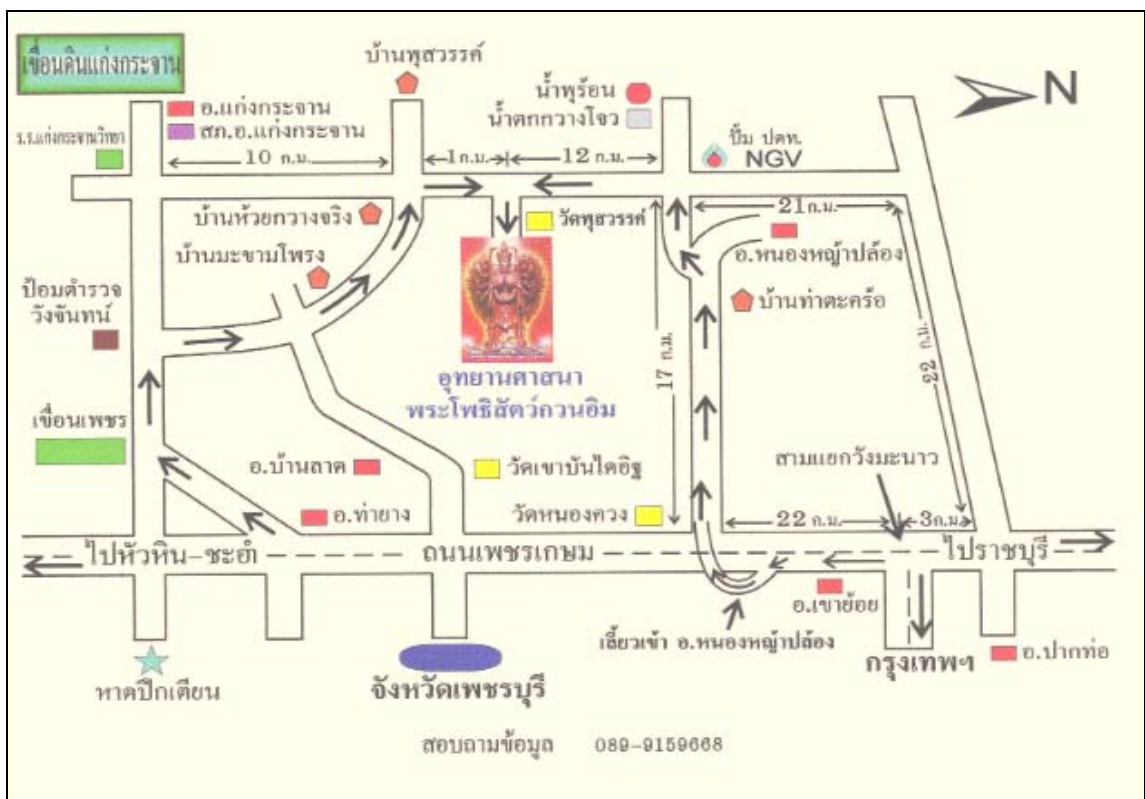 เขื่อนดินแก่งกระจาน
บ้านพุสวรรค์
น้ำพุร้อน
น้ำตกกวางโจว
N
อ.แก่งกระจาน
สภ.อ.แก่งกระจาน
ร.ร.แก่งกระจานวิทยา
ปั๊ม ปตท.
NGV
10 ก.ม.
1ก.ม.
12 ก.ม.
21ก.ม.
บ้านห้วยกวางจริง
วัดพุสวรรค์
บ้านมะขามโพรง
อ.หนองหญ้าปล้อง
ป้อมตำรวจ
วังจันทน์
บ้านท่าตะคร้อ
17 ก.ม.
22 ก.ม.
อุทยานศาสนา
พระโพธิสัตว์กวนอิม
เขื่อนเพชร
อ.บ้านลาด
วัดเขาบันไดอิฐ
สามแยกวังมะนาว
อ.ท่ายาง
วัดหนองควง
22 ก.ม.
3ก.ม.
ไปหัวหิน-ชะอำ
ถนนเพชรเกษม
ไปราชบุรี
อ.เขาย้อย
เลี้ยวเข้า อ.หนองหญ้าปล้อง
กรุงเทพฯ
อ.ปากท่อ
หาดปึกเตียน
จังหวัดเพชรบุรี
สอบถามข้อมูล 089-9159668